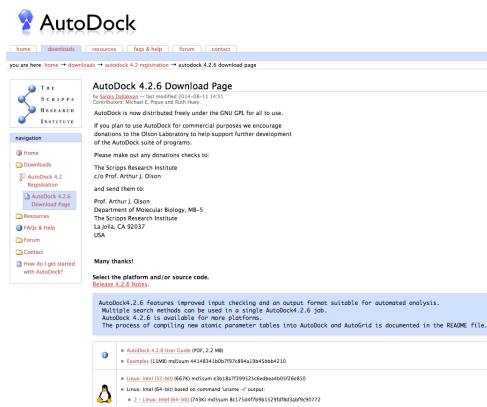 AutoDock
home downloads resources faqs & help forum contact
you are here: home → downloads → autodock 4.2 registration → autodock 4.2.6 download page
THE
SCRIPPS
RESEARCH
INSTITUTE
navigation
Home
Downloads
AutoDock 4.2
Registration
AutoDock 4.2.6
Download Page
Resources
FAQs & Help
Forum
Contact
How do I get started
with AutoDock?
AutoDock 4.2.6 Download Page
by Sargis Dallakyan — last modified 2014-08-11 14:51
Contributors: Michael E. Pique and Ruth Huey.
AutoDock is now distributed freely under the GNU GPL for all to use.
If you plan to use AutoDock for commercial purposes we encourage
donations to the Olson Laboratory to help support further development
of the AutoDock suite of programs.
Please make out any donations checks to:
The Scripps Research Institute
c/o Prof. Arthur J. Olson
and send them to:
Prof. Arthur J. Olson
Department of Molecular Biology, MB-5
The Scripps Research Institute
La Jolla, CA 92037
USA
Many thanks!
Select the platform and/or source code.
Release 4.2.6 Notes.
AutoDock4.2.6 features improved input checking and an output format suitable for automated analysis.
Multiple search methods can be used in a single AutoDock4.2.6 job.
AutoDock 4.2.6 is available for more platforms.
The process of compiling new atomic parameter tables into AutoDock and AutoGrid is documented in the README file.
AutoDock 4.2.6 User Guide (PDF, 2.2 MB)
Examples (11MB) md5sum 44148341b0b7f97c894a19b45bbb4210
Linux: Intel (32-bit) (667K) md5sum
Linux: Intel (64-bit) based on command 'uname -r' output:
2 - Linux: Intel (64-bit) (743K) md5sum